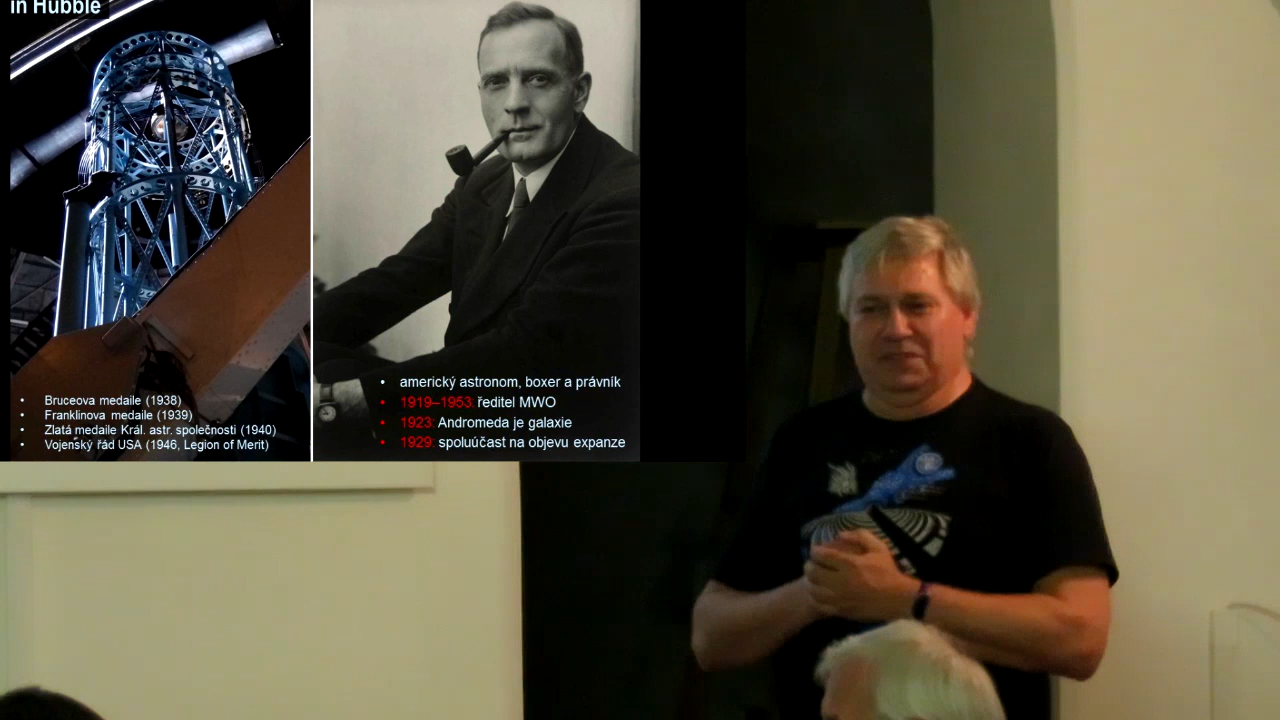 in Hubble
• Bruceova medaile (1938)
• Franklinova medaile (1939)
• Zlatá medaile Král. astr. společnosti (1940)
• Vojenský řád USA (1946, Legion of Merit)
• americký astronom, boxer a právník
• 1919–1953: ředitel MWO
• 1923: Andromeda je galaxie
• 1929: spoluúčast na objevu expanze